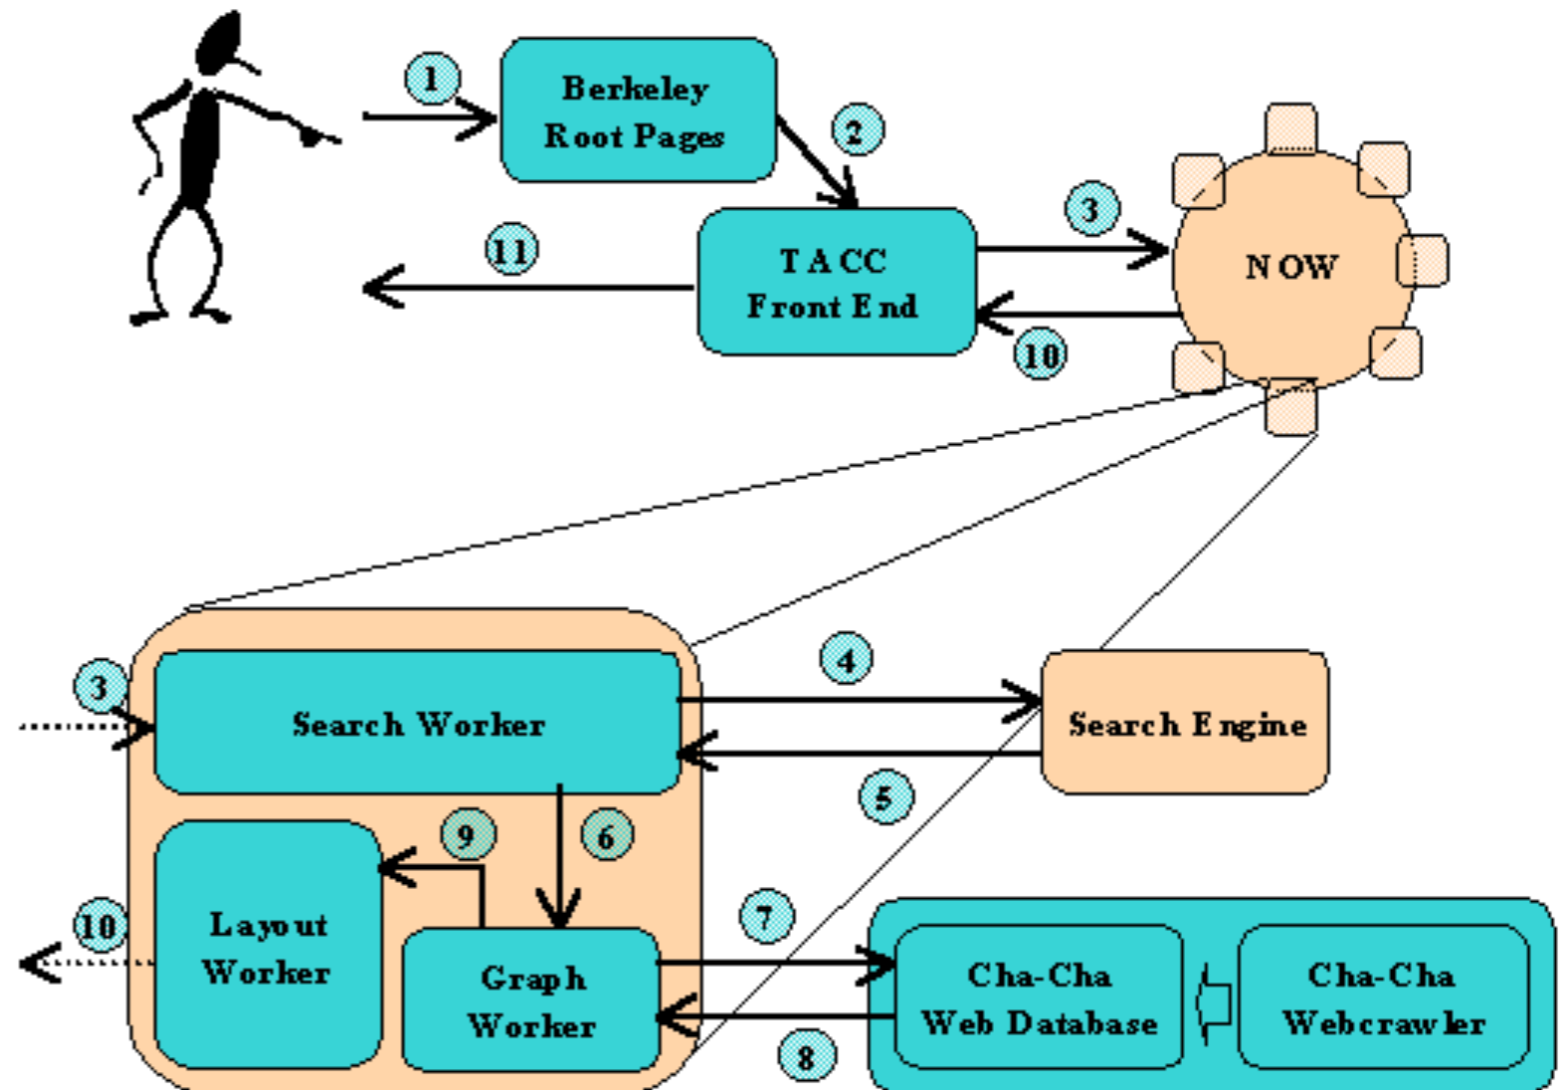 1
Berkeley
Root Pages
2
3
11
TACC
Front End
NOW
10
4
3
Search Worker
Search Engine
5
9
6
7
10
Layout
Worker
Graph
Worker
Cha-Cha
Web Database
Cha-Cha
Webcrawler
8